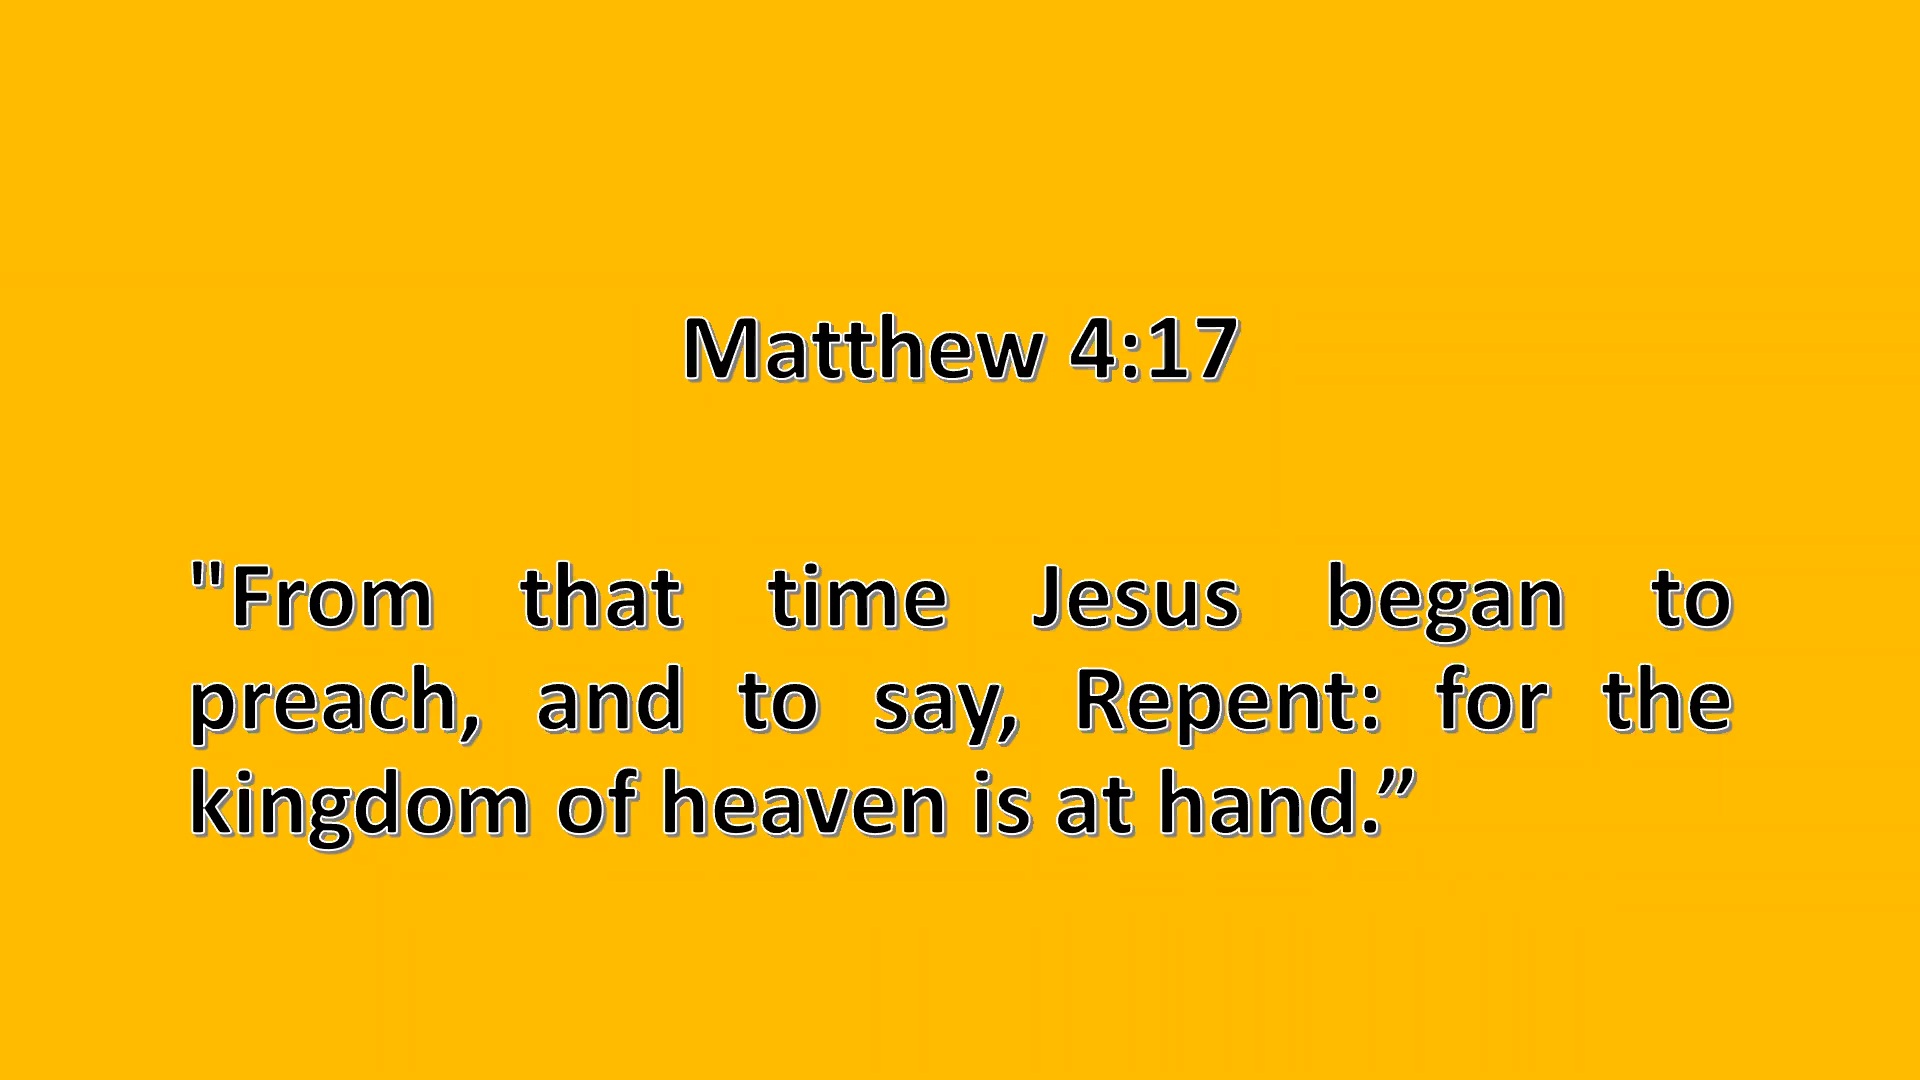 Matthew 4:17
"From that time Jesus began to
preach, and to say, Repent: for the
kingdom of heaven is at hand.”